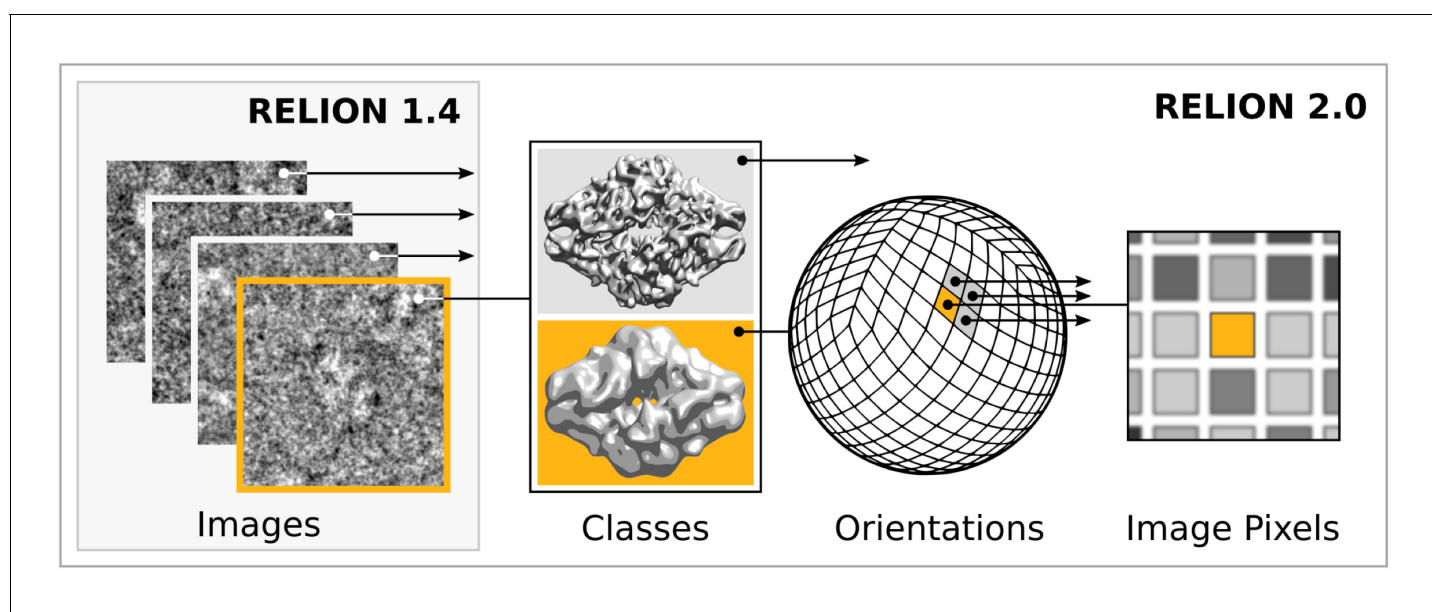 RELION 1.4
RELION 2.0
Images
Classes
Orientations
Image Pixels